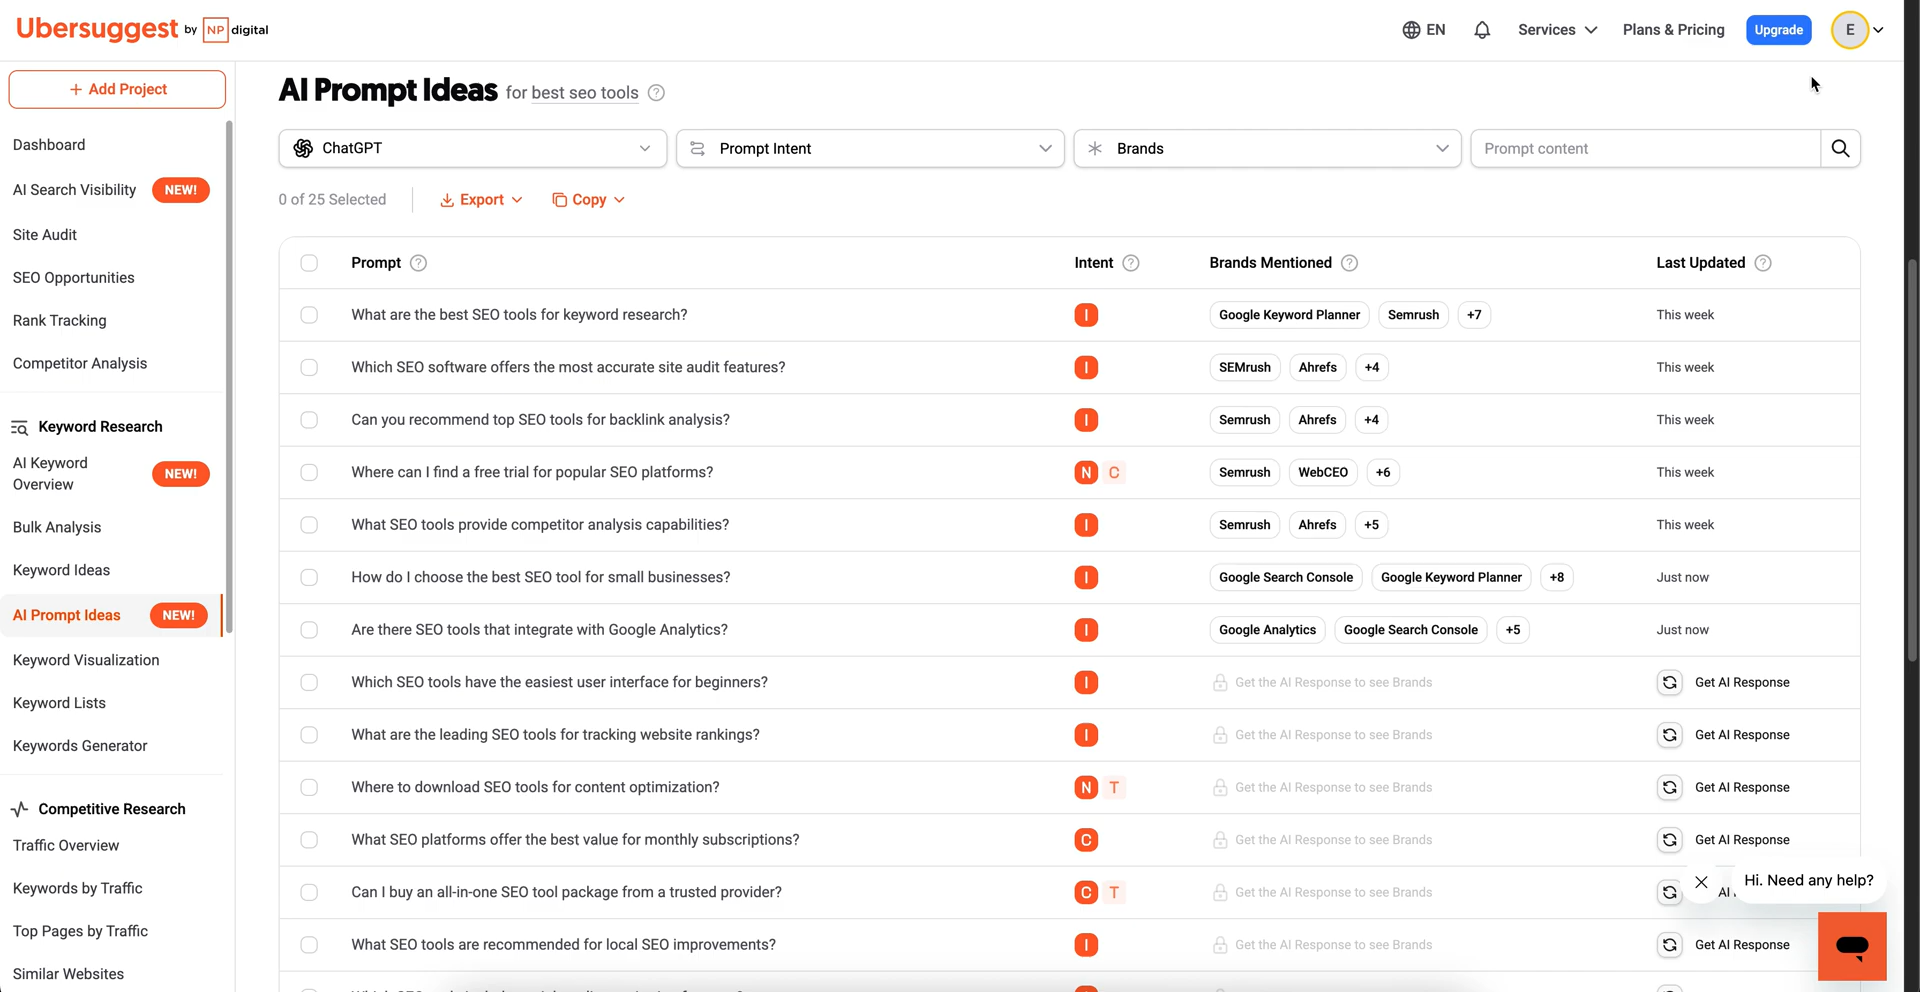 Ubersuggest by NP digital
EN
Services
Plans & Pricing
Upgrade
E
+ Add Project
Dashboard
AI Search Visibility NEW!
Site Audit
SEO Opportunities
Rank Tracking
Competitor Analysis
Keyword Research
AI Keyword
Overview
NEW!
Bulk Analysis
Keyword Ideas
AI Prompt Ideas NEW!
Keyword Visualization
Keyword Lists
Keywords Generator
Competitive Research
Traffic Overview
Keywords by Traffic
Top Pages by Traffic
Similar Websites
AI Prompt Ideas for best seo tools ?
ChatGPT
Prompt Intent
Brands
Prompt content
0 of 25 Selected
Export
Copy
Prompt ? Intent ? Brands Mentioned ? Last Updated ?
What are the best SEO tools for keyword research? I Google Keyword Planner Semrush +7 This week
Which SEO software offers the most accurate site audit features? I SEMrush Ahrefs +4 This week
Can you recommend top SEO tools for backlink analysis? I Semrush Ahrefs +4 This week
Where can I find a free trial for popular SEO platforms? N C Semrush WebCEO +6 This week
What SEO tools provide competitor analysis capabilities? I Semrush Ahrefs +5 This week
How do I choose the best SEO tool for small businesses? I Google Search Console Google Keyword Planner +8 Just now
Are there SEO tools that integrate with Google Analytics? I Google Analytics Google Search Console +5 Just now
Which SEO tools have the easiest user interface for beginners? I Get the AI Response to see Brands Get AI Response
What are the leading SEO tools for tracking website rankings? I Get the AI Response to see Brands Get AI Response
Where to download SEO tools for content optimization? N T Get the AI Response to see Brands Get AI Response
What SEO platforms offer the best value for monthly subscriptions? C Get the AI Response to see Brands Get AI Response
Can I buy an all-in-one SEO tool package from a trusted provider? C T Get the AI Response to see Brands AI
Hi. Need any help?
What SEO tools are recommended for local SEO improvements? I Get the AI Response to see Brands Get AI Response